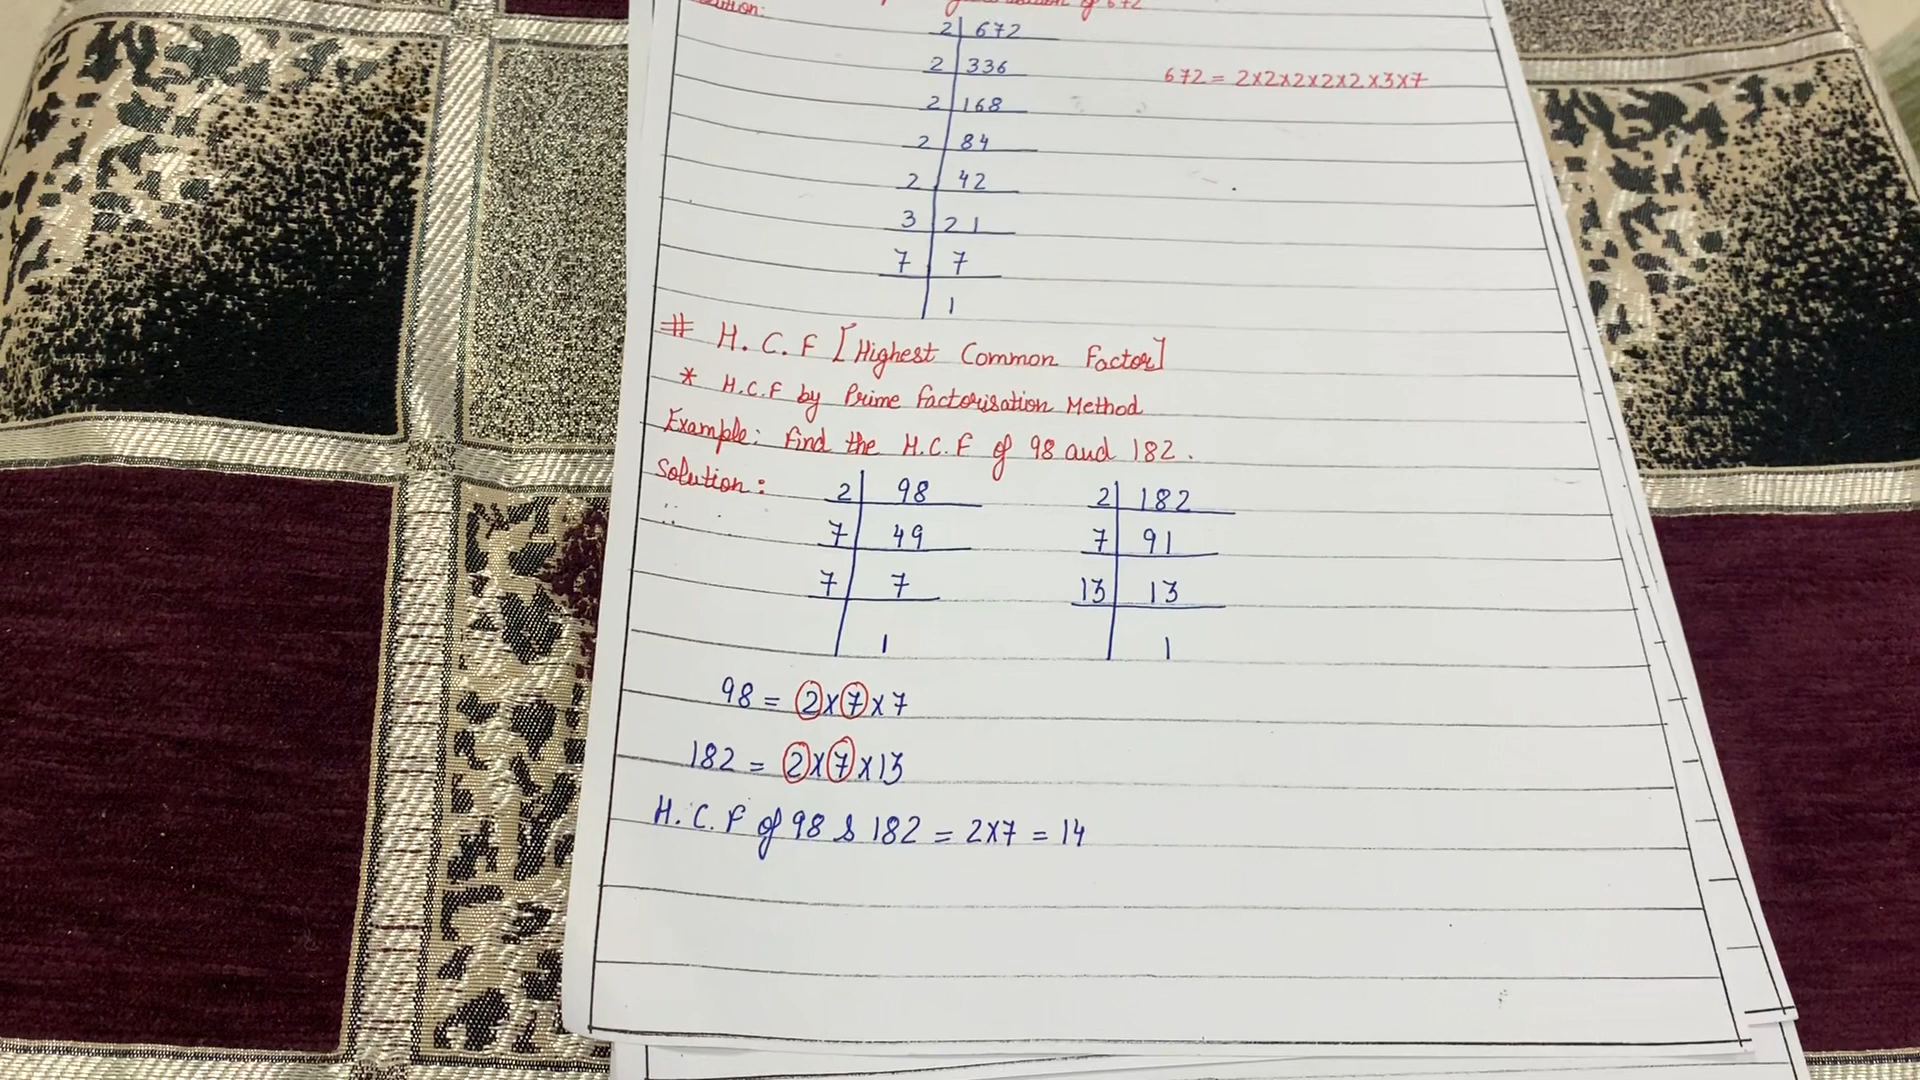 of 672
2 672
2 336
672 = 2x2x2x2x2x3x7
2 168
2 84
2 42
3 21
7 7
1
# H.C.F [Highest Common Factor]
* H.C.F by Prime Factorisation Method
Example: Find the H.C.F of 98 and 182.
Solution: 2 98 2 182
7 49 7 91
7 7 13 13
1 1
98 = 2x7x7
182 = 2x7x13
H.C.F of 98 & 182 = 2x7 = 14